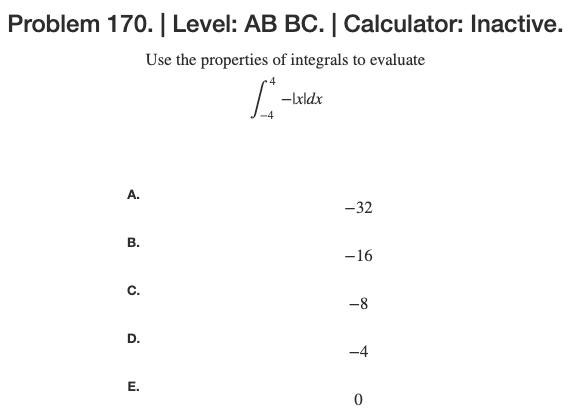 Problem 170. | Level: AB BC. | Calculator: Inactive.
Use the properties of integrals to evaluate
∫_{-4}^{4} −|x|dx
A. −32
B. −16
C. −8
D. −4
E. 0